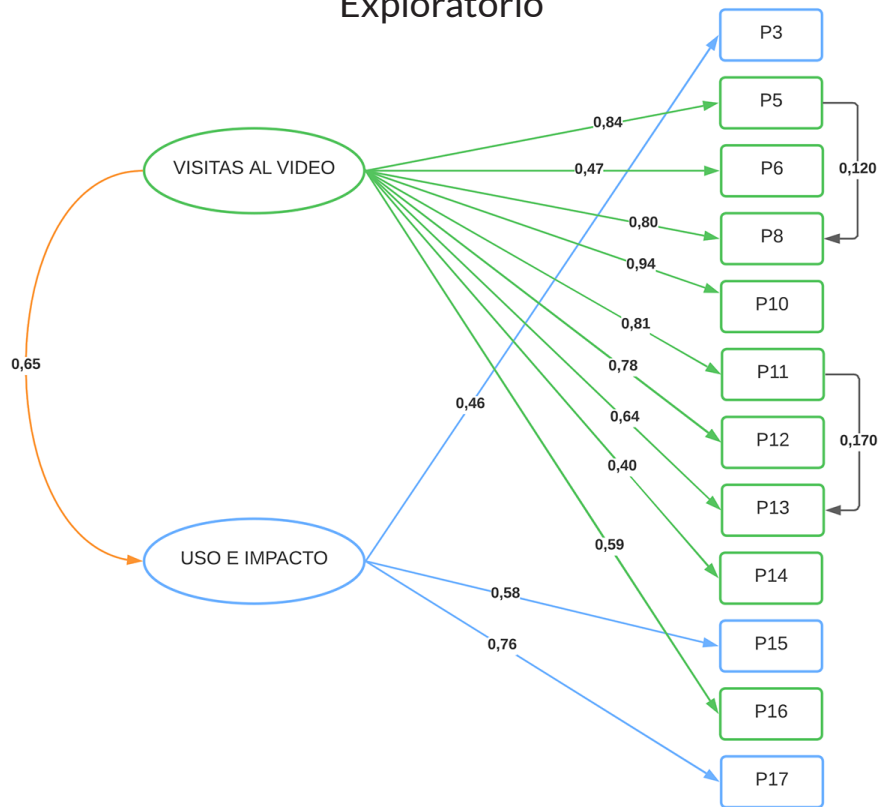 Exploratorio
P3
P5
0,84
VISITAS AL VIDEO
0,47
P6
0,120
0,80
P8
0,94
P10
0,81
0,65
0,78
P11
0,46
0,64
P12
0,170
0,40
P13
0,59
USO E IMPACTO
P14
0,58
0,76
P15
P16
P17